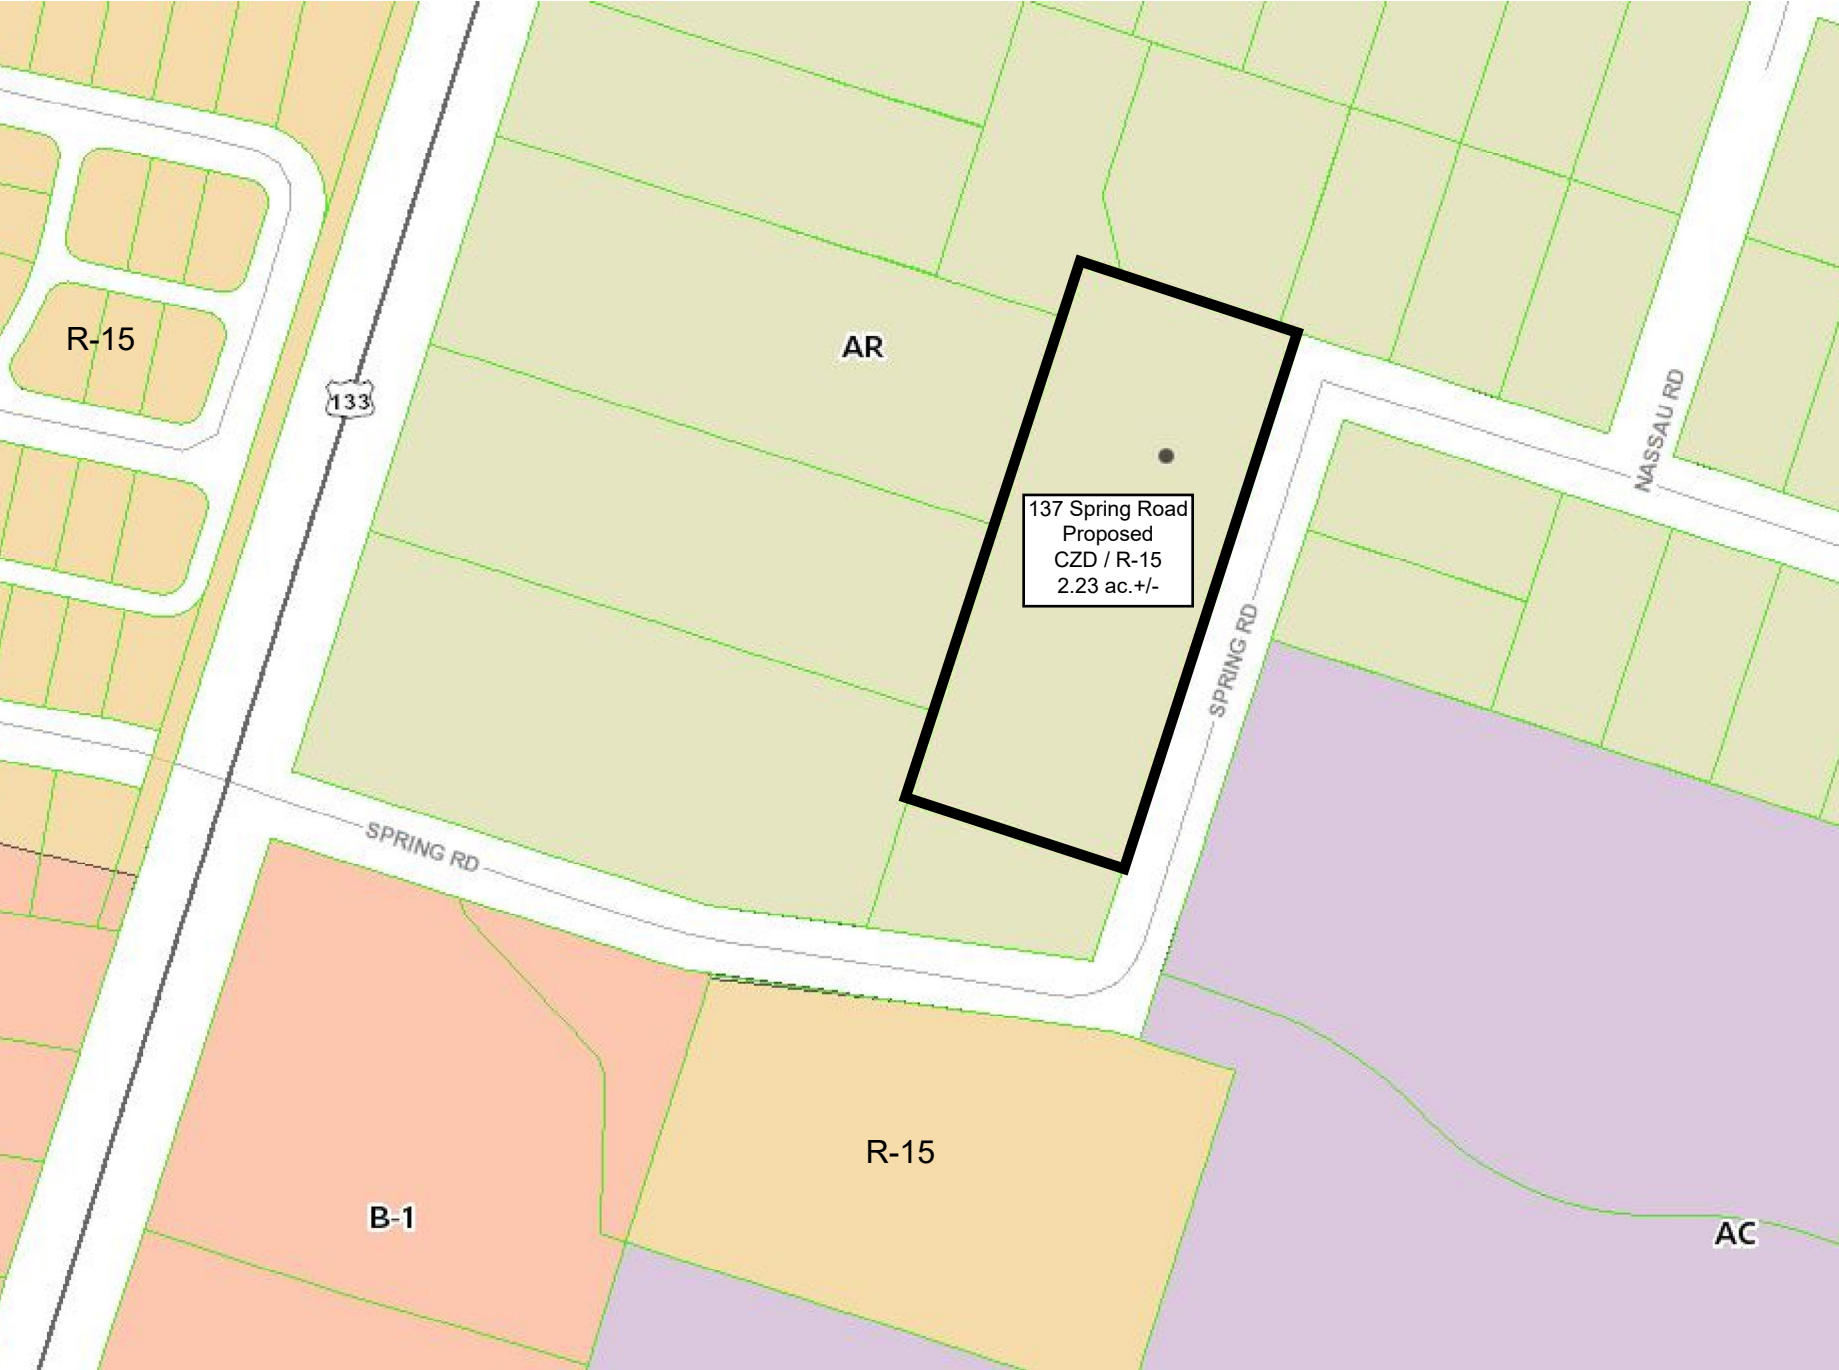 R-15
AR
133
NASSAU RD
137 Spring Road
Proposed
CZD / R-15
2.23 ac.+/-
SPRING RD
SPRING RD
R-15
B-1
AC